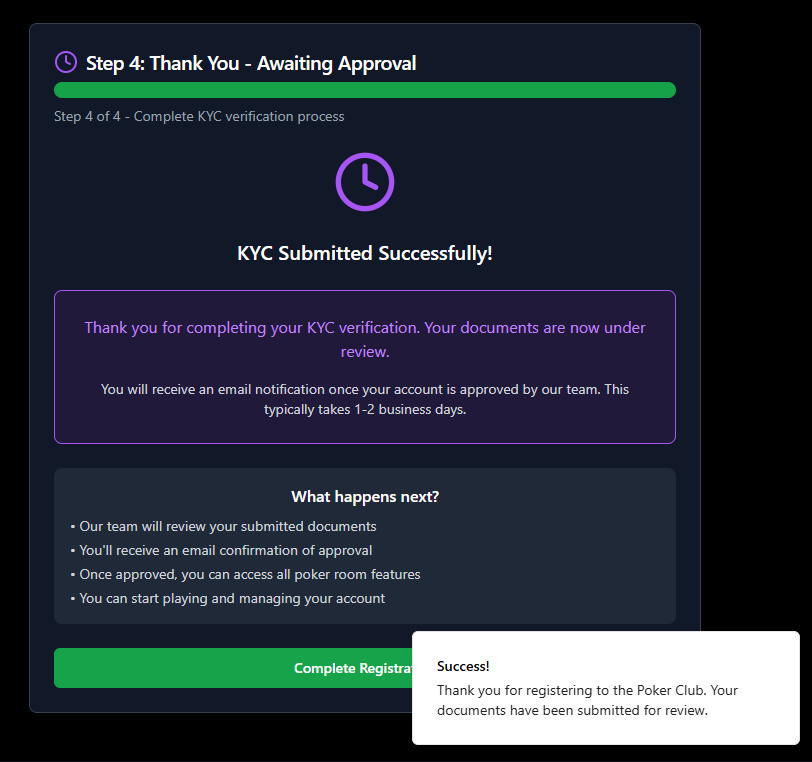 Step 4: Thank You - Awaiting Approval
Step 4 of 4 - Complete KYC verification process
KYC Submitted Successfully!
Thank you for completing your KYC verification. Your documents are now under
review.
You will receive an email notification once your account is approved by our team. This
typically takes 1-2 business days.
What happens next?
• Our team will review your submitted documents
• You'll receive an email confirmation of approval
• Once approved, you can access all poker room features
• You can start playing and managing your account
Complete
Success!
Thank you for registering to the Poker Club. Your
documents have been submitted for review.